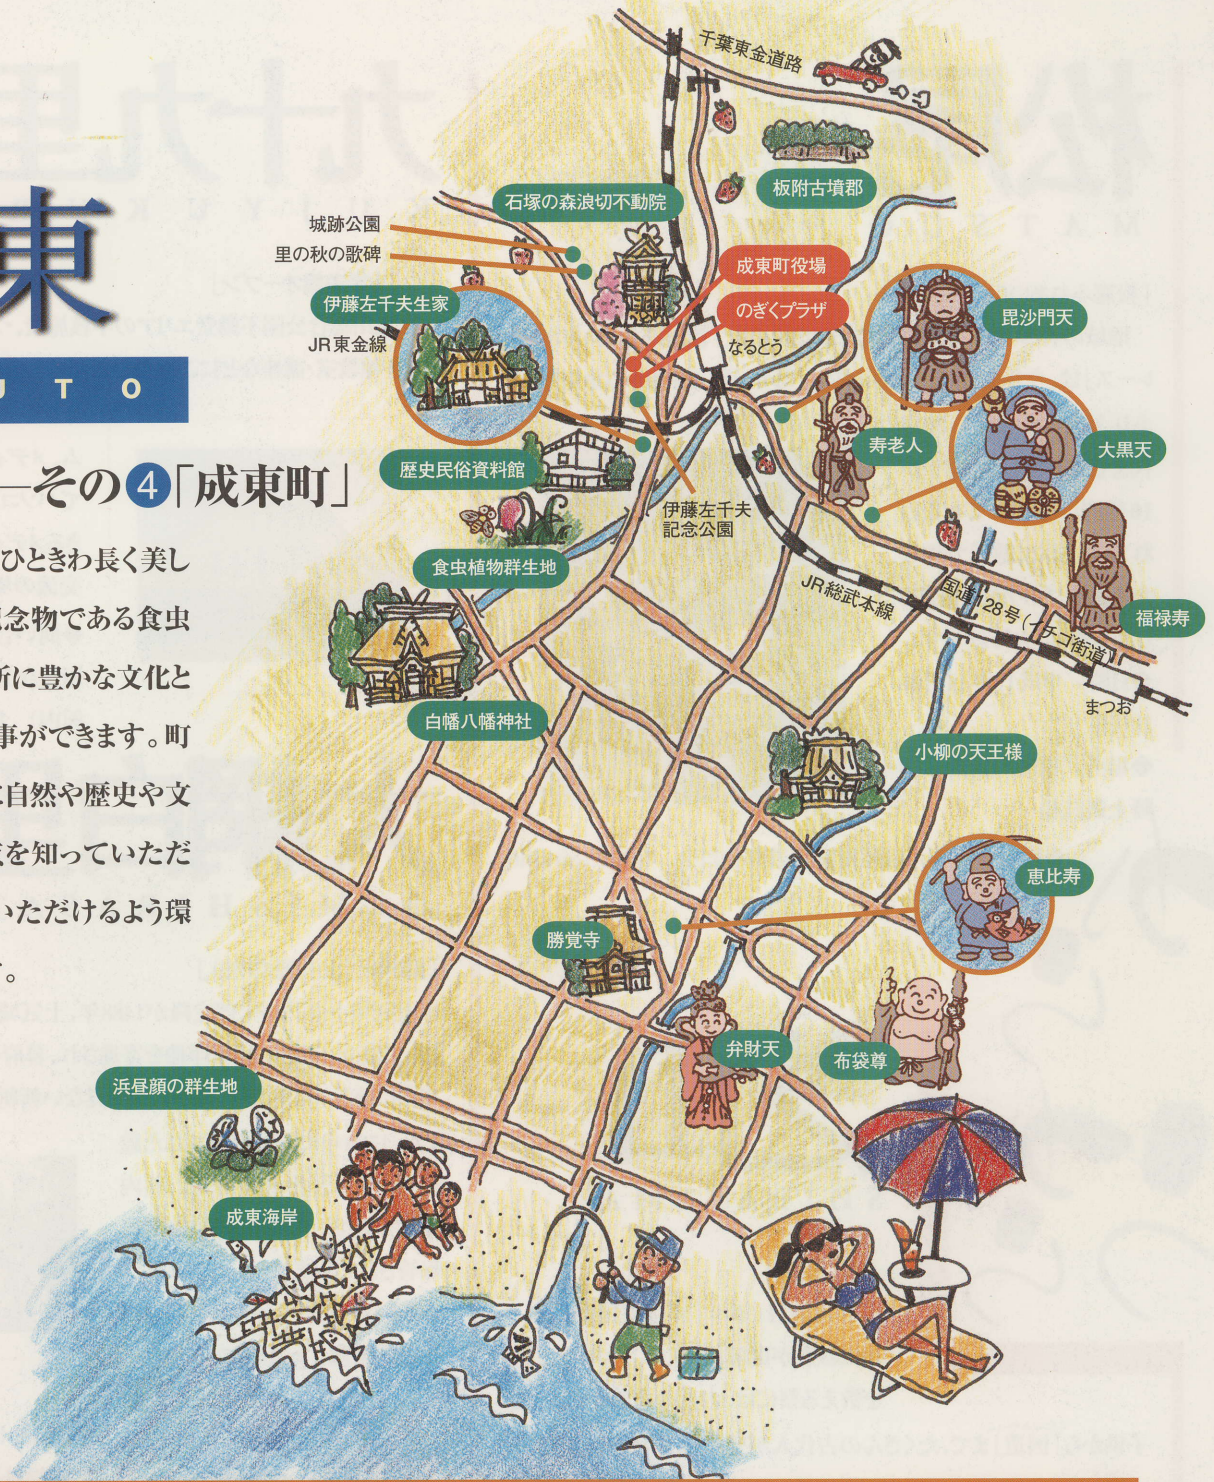 東
U T O
その④「成東町」
ひときわ長く美し
念物である食虫
所に豊かな文化と
事ができます。町
自然や歴史や文
を知っていただ
いただけるよう環
。
千葉東金道路
板附古墳郡
石塚の森浪切不動院
城跡公園
里の秋の歌碑
成東町役場
のぎくプラザ
伊藤左千夫生家
JR東金線
なるとう
毘沙門天
寿老人
大黒天
歴史民俗資料館
伊藤左千夫
記念公園
食虫植物群生地
JR総武本線
国道128号(イチゴ街道)
福禄寿
まつお
白幡八幡神社
小柳の天王様
恵比寿
勝覚寺
弁財天
布袋尊
浜昼顔の群生地
成東海岸